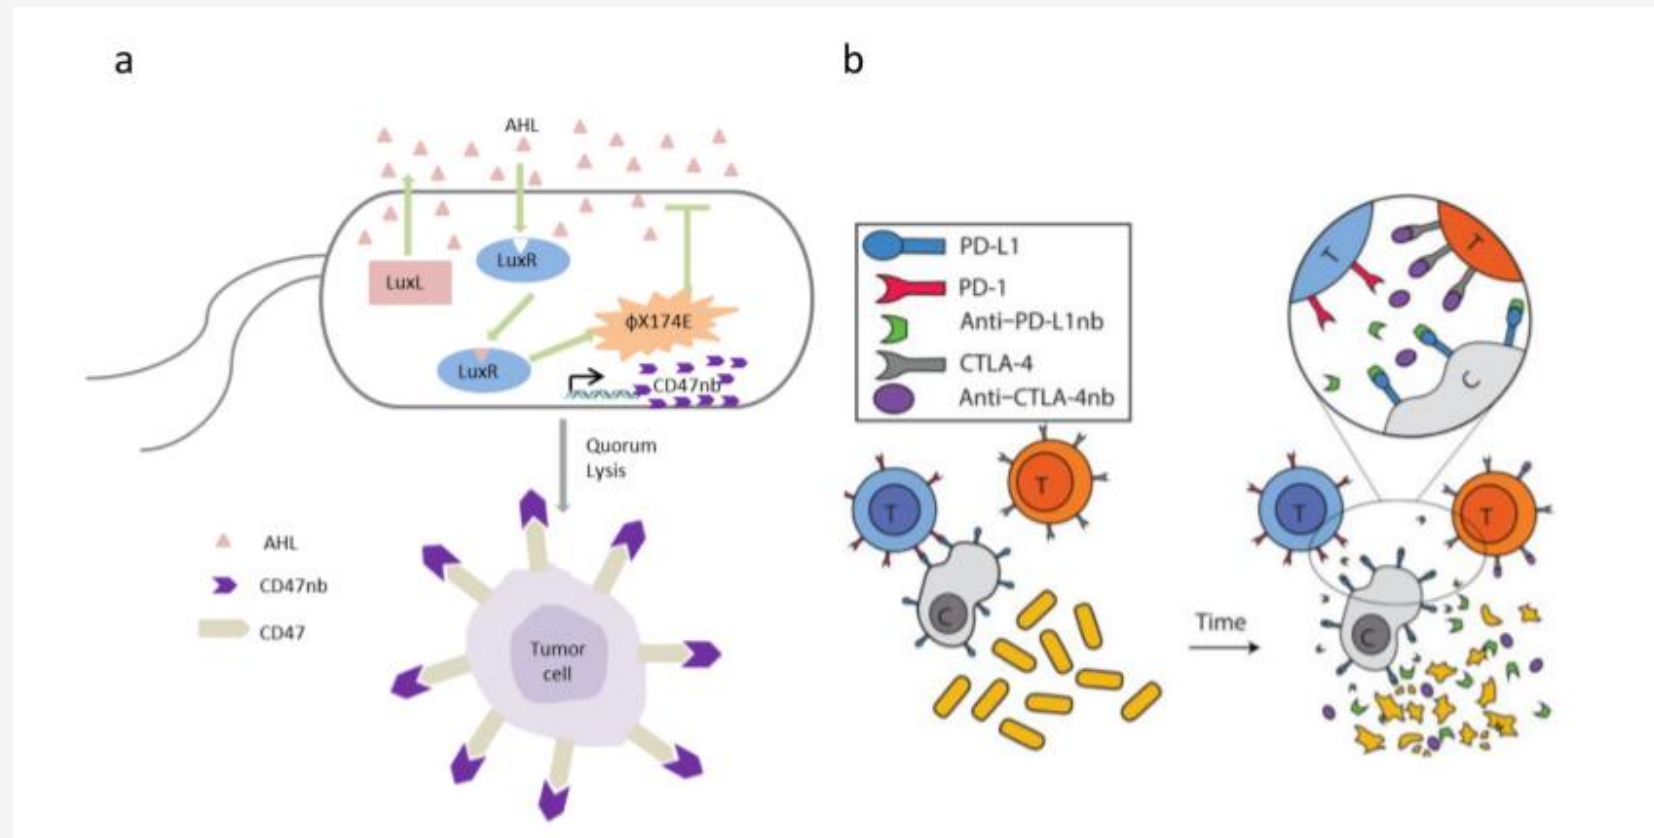 a
AHL
LuxR
LuxL
ϕX174E
LuxR
CD47nb
Quorum
Lysis
AHL
CD47nb
CD47
Tumor
cell
b
PD-L1
PD-1
Anti−PD-L1nb
CTLA-4
Anti−CTLA-4nb
T
T
C
T
T
C
Time
T
T
C